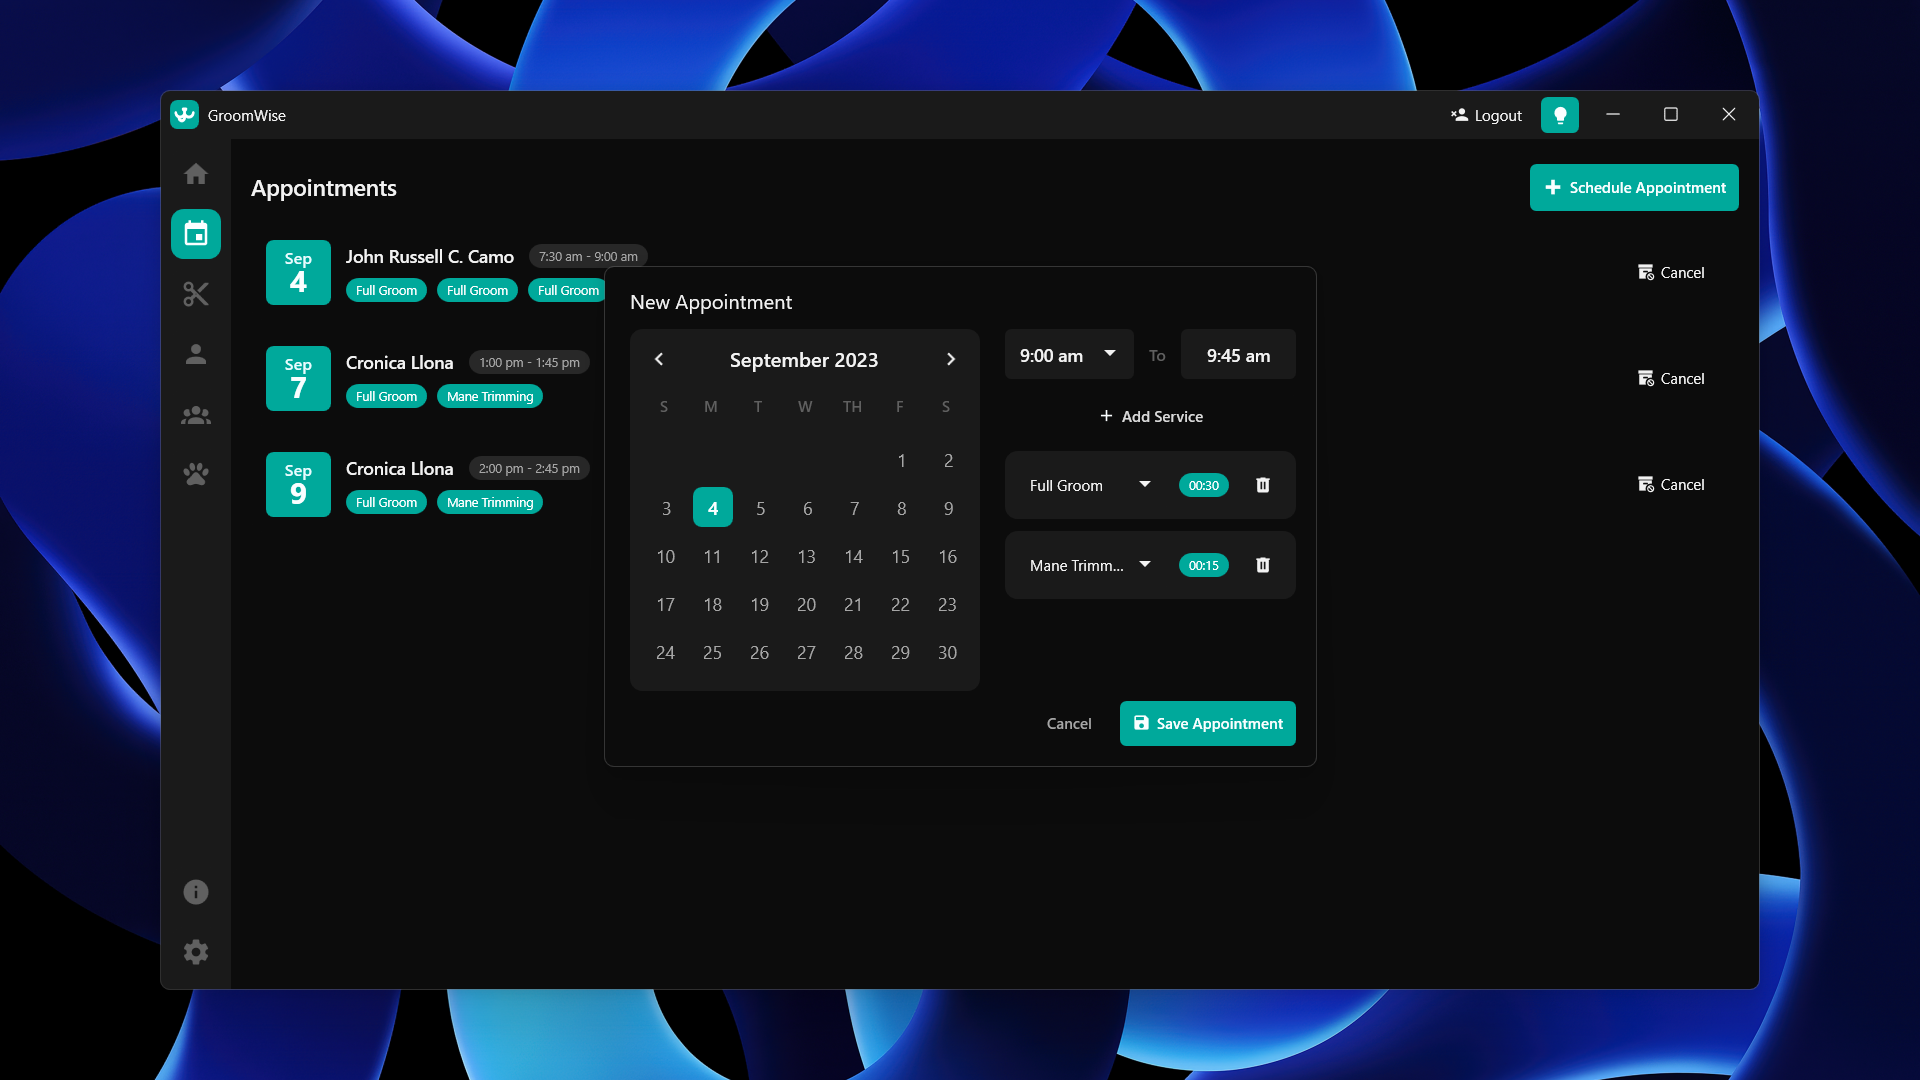 GroomWise
Logout
Appointments
Schedule Appointment
Sep
4
John Russell C. Camo
7:30 am - 9:00 am
Full Groom
Full Groom
Full Groom
Cancel
Sep
7
Cronica Llona
1:00 pm - 1:45 pm
Full Groom
Mane Trimming
Cancel
Sep
9
Cronica Llona
2:00 pm - 2:45 pm
Full Groom
Mane Trimming
Cancel
New Appointment
September 2023
S M T W TH F S
1 2
3 4 5 6 7 8 9
10 11 12 13 14 15 16
17 18 19 20 21 22 23
24 25 26 27 28 29 30
9:00 am To 9:45 am
Add Service
Full Groom 00:30
Mane Trimm... 00:15
Cancel
Save Appointment